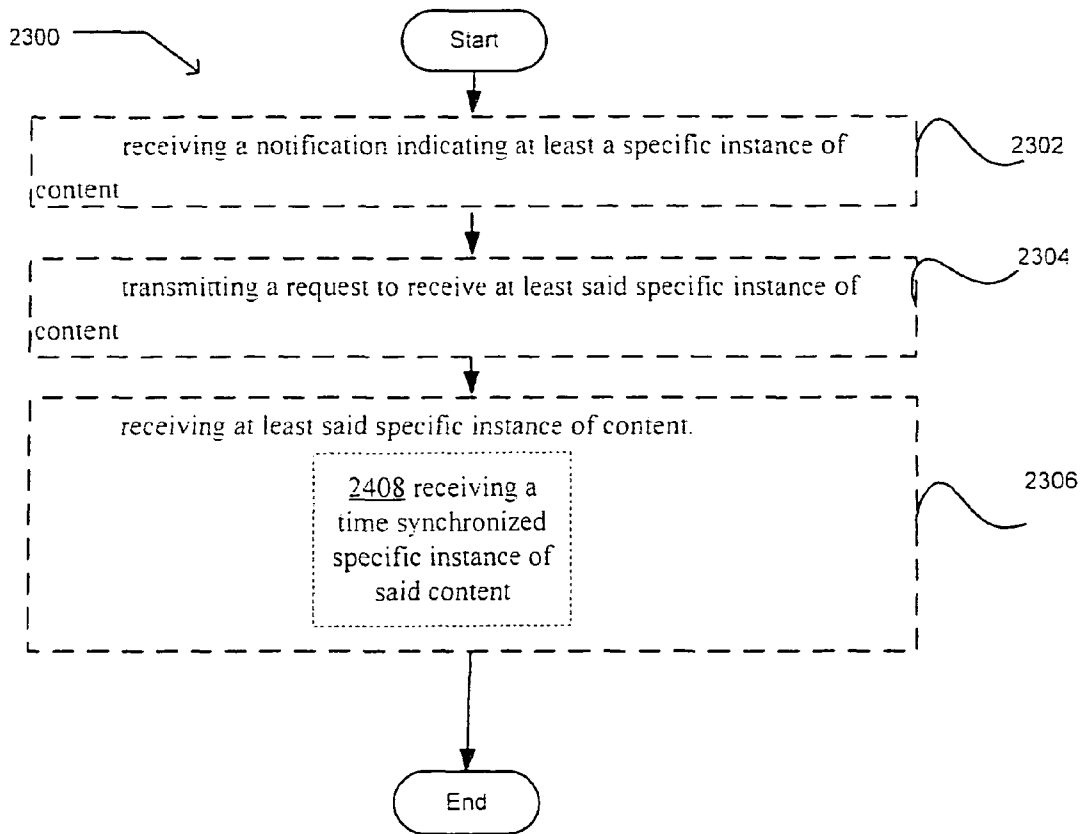 2300
Start
receiving a notification indicating at least a specific instance of
content
2302
2304
transmitting a request to receive at least said specific instance of
content
receiving at least said specific instance of content.
2408 receiving a
time synchronized
specific instance of
said content
2306
End